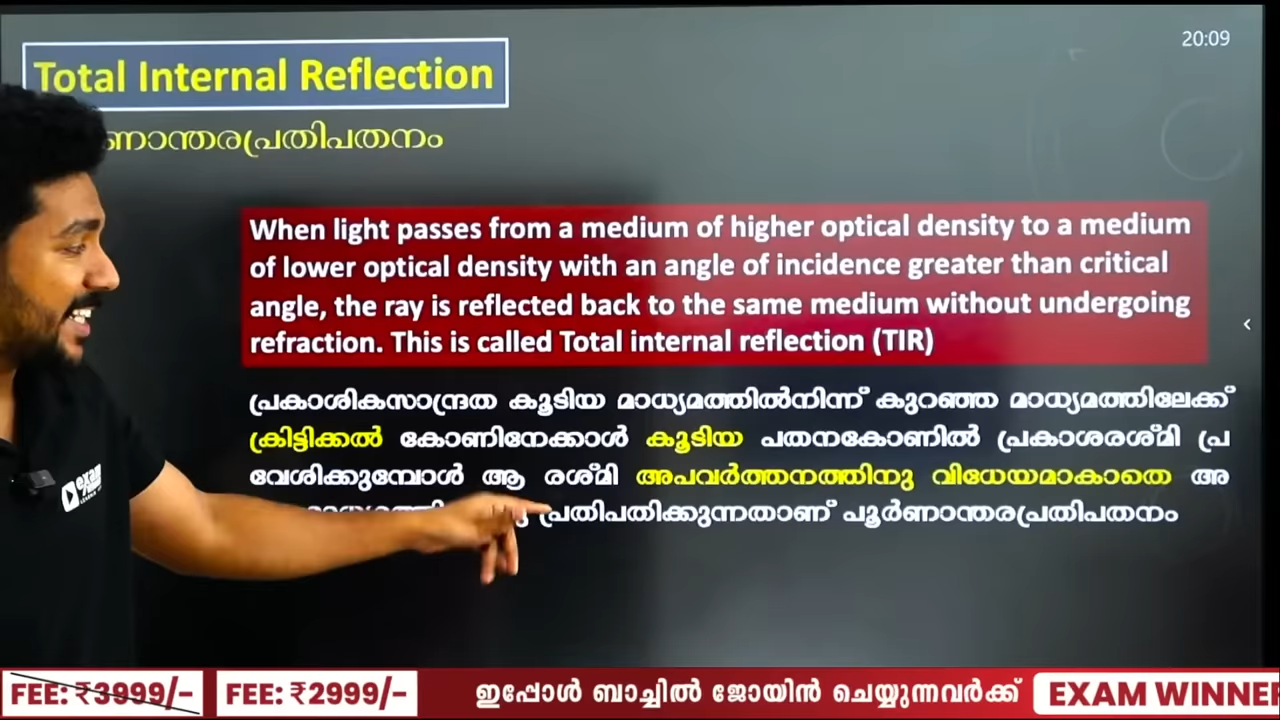 20:09
Total Internal Reflection
ണാന്തരപ്രതിപതനം
When light passes from a medium of higher optical density to a medium
of lower optical density with an angle of incidence greater than critical
angle, the ray is reflected back to the same medium without undergoing
refraction. This is called Total internal reflection (TIR)
പ്രകാശികസാന്ദ്രത കൂടിയ മാധ്യമത്തിൽനിന്ന് കുറഞ്ഞ മാധ്യമത്തിലേക്ക്
ക്രിട്ടിക്കൽ കോണിനേക്കാൾ കൂടിയ പതനകോണിൽ പ്രകാശരശ്മി പ്ര
വേശിക്കുമ്പോൾ ആ രശ്മി അപവർത്തനത്തിനു വിധേയമാകാതെ അ
പ്രതിപതിക്കുന്നതാണ് പൂർണാന്തരപ്രതിപതനം
exam
FEE: ₹3999/- FEE: ₹2999/- ഇപ്പോൾ ബാച്ചിൽ ജോയിൻ ചെയ്യുന്നവർക്ക് EXAM WINNE